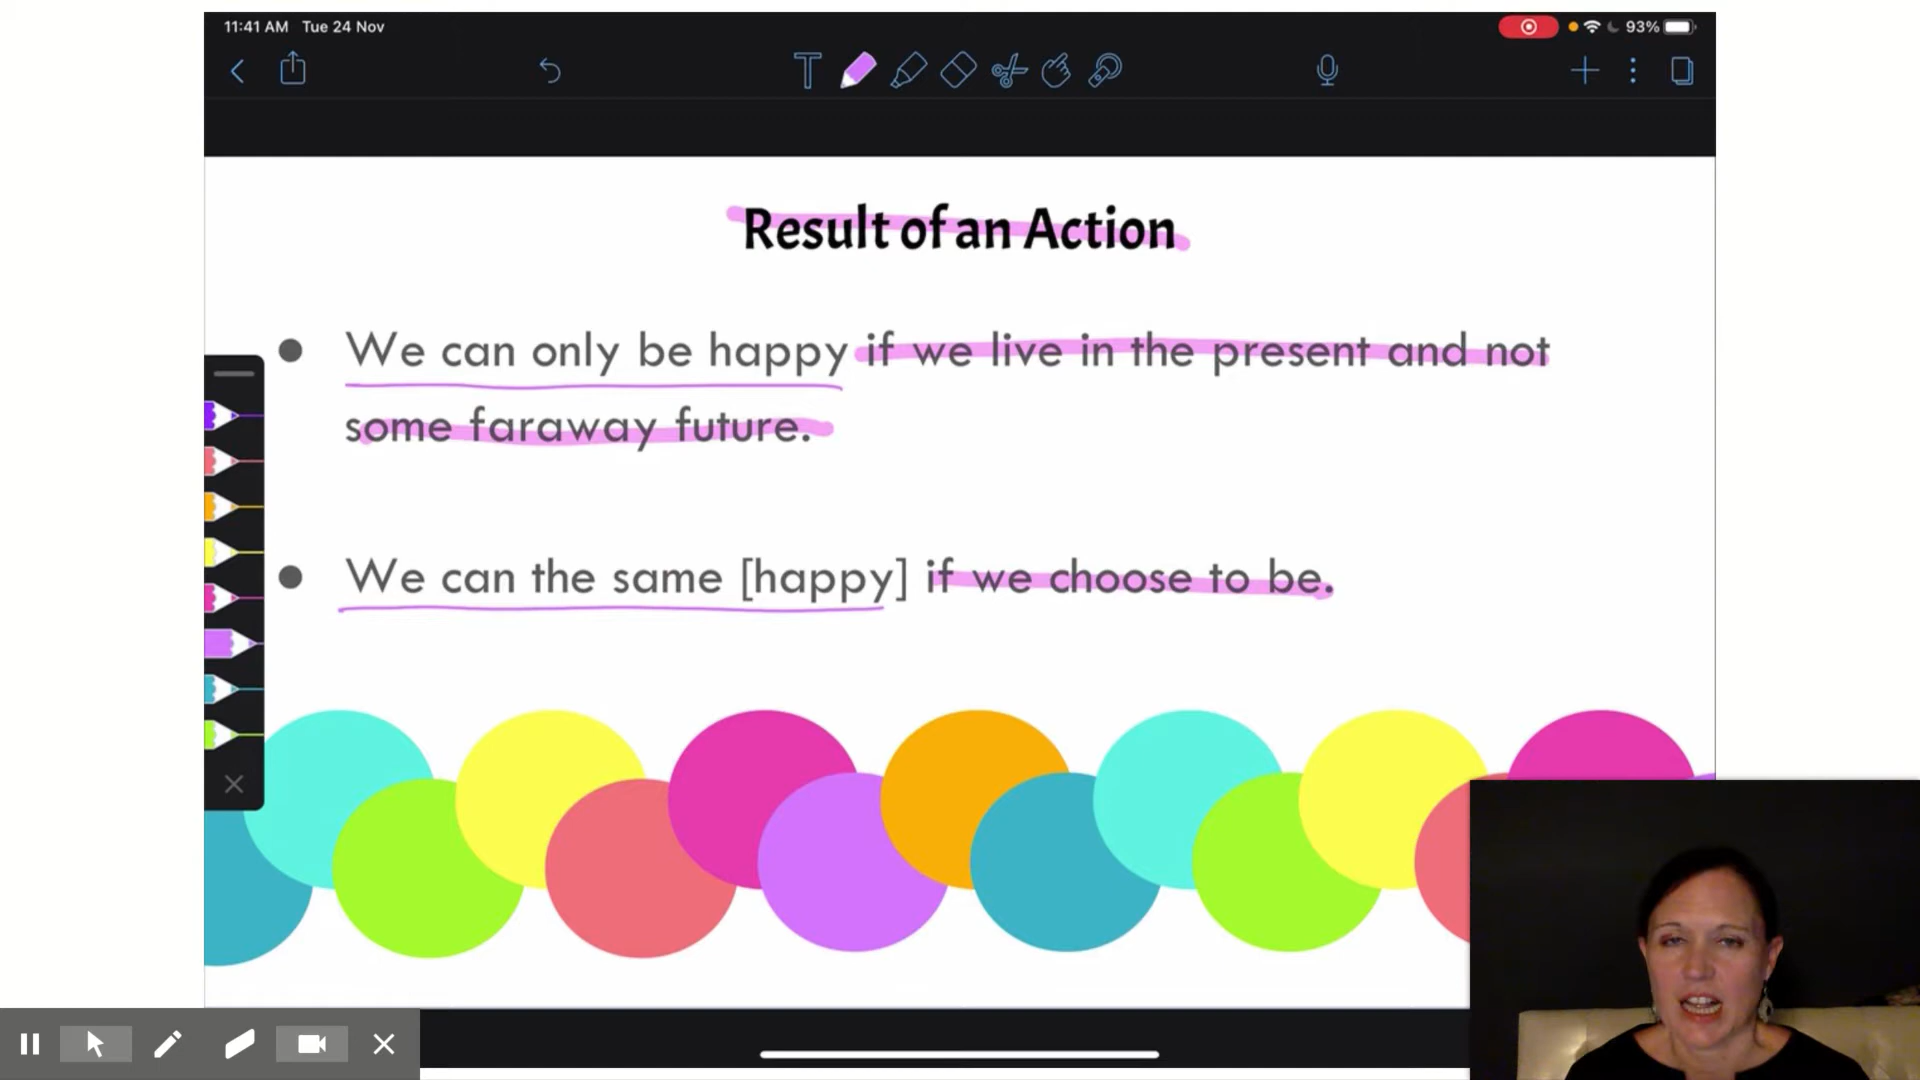 11:41 AM Tue 24 Nov
93%
Result of an Action
We can only be happy if we live in the present and not
some faraway future.
We can the same [happy] if we choose to be.